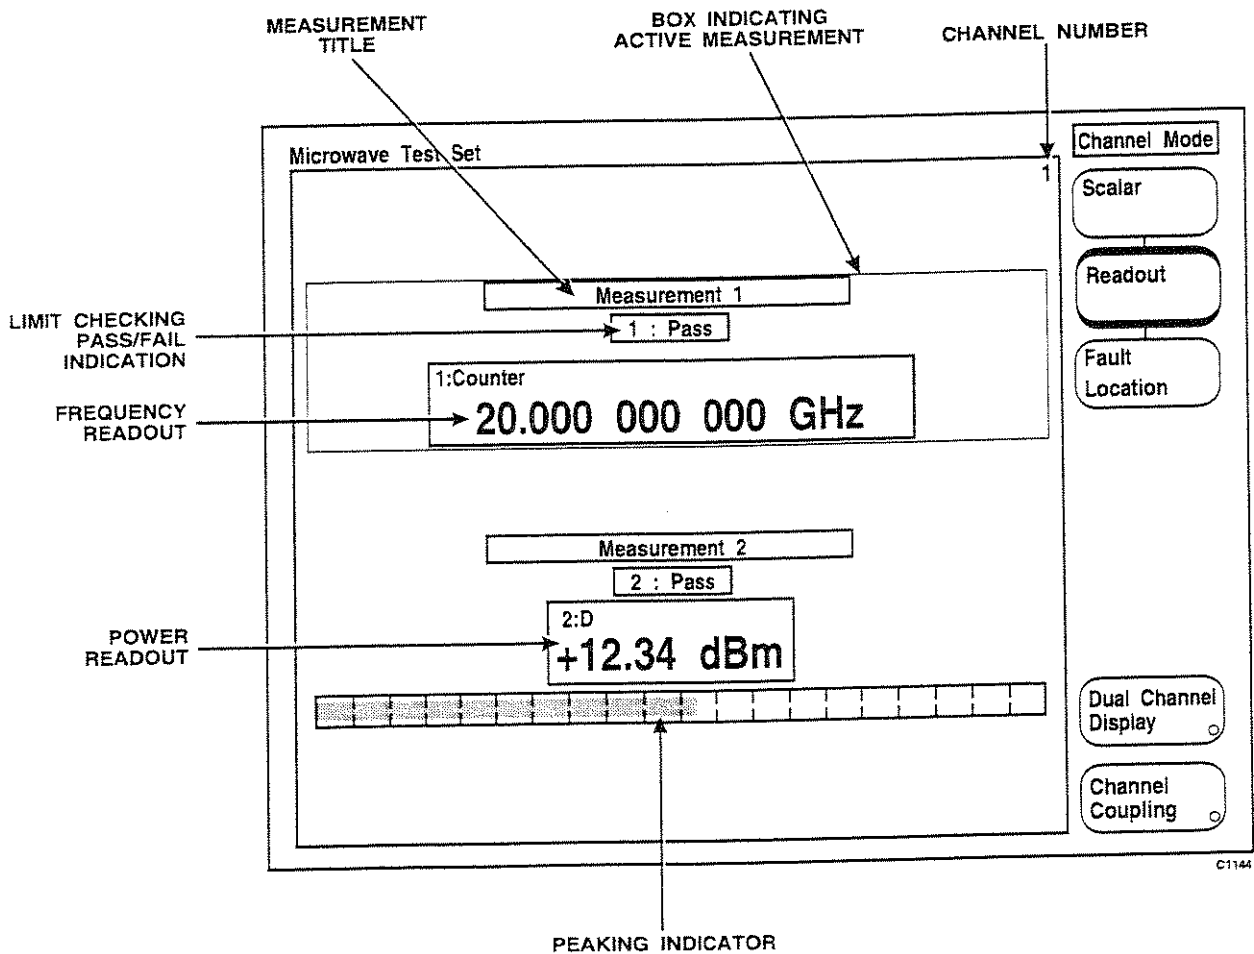 MEASUREMENT
TITLE
BOX INDICATING
ACTIVE MEASUREMENT
CHANNEL NUMBER
Microwave Test Set
1
Channel Mode
Scalar
Readout
Fault
Location
Measurement 1
LIMIT CHECKING
PASS/FAIL
INDICATION
1 : Pass
1:Counter
FREQUENCY
READOUT
20.000 000 000 GHz
Measurement 2
2 : Pass
2:D
POWER
READOUT
+12.34 dBm
Dual Channel
Display
Channel
Coupling
C1144
PEAKING INDICATOR